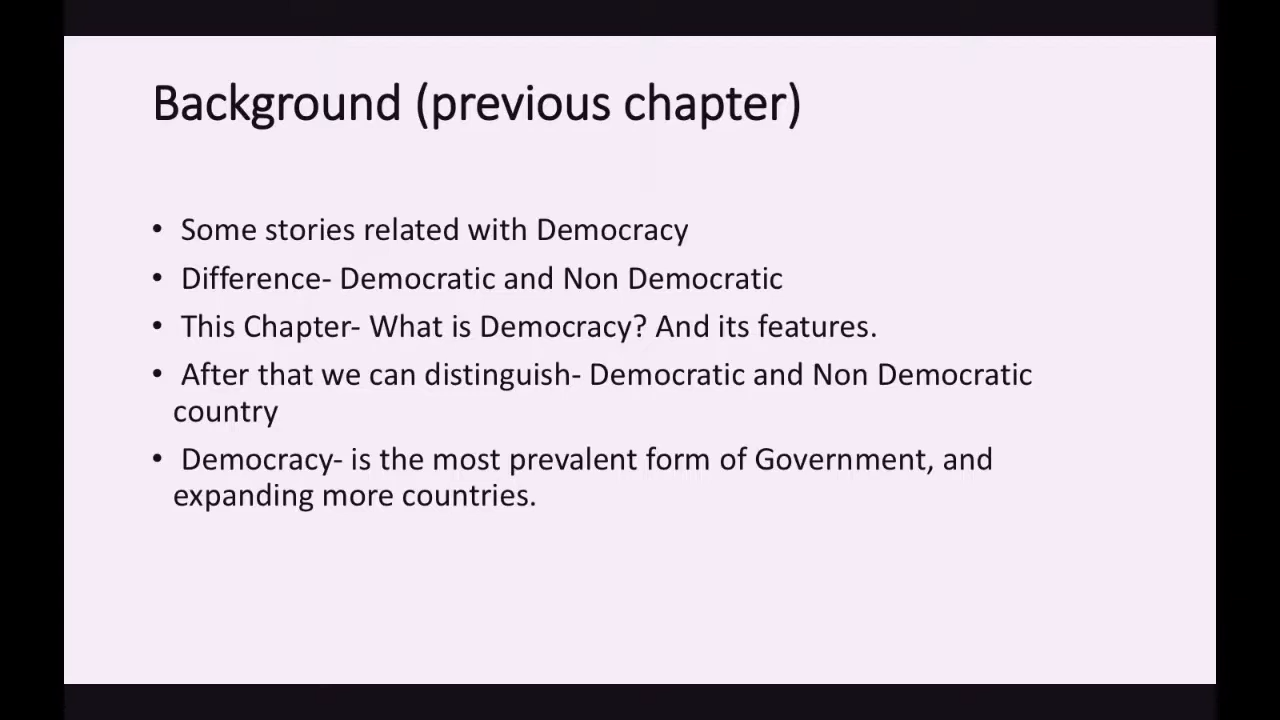 Background (previous chapter)
• Some stories related with Democracy
• Difference- Democratic and Non Democratic
• This Chapter- What is Democracy? And its features.
• After that we can distinguish- Democratic and Non Democratic
country
• Democracy- is the most prevalent form of Government, and
expanding more countries.